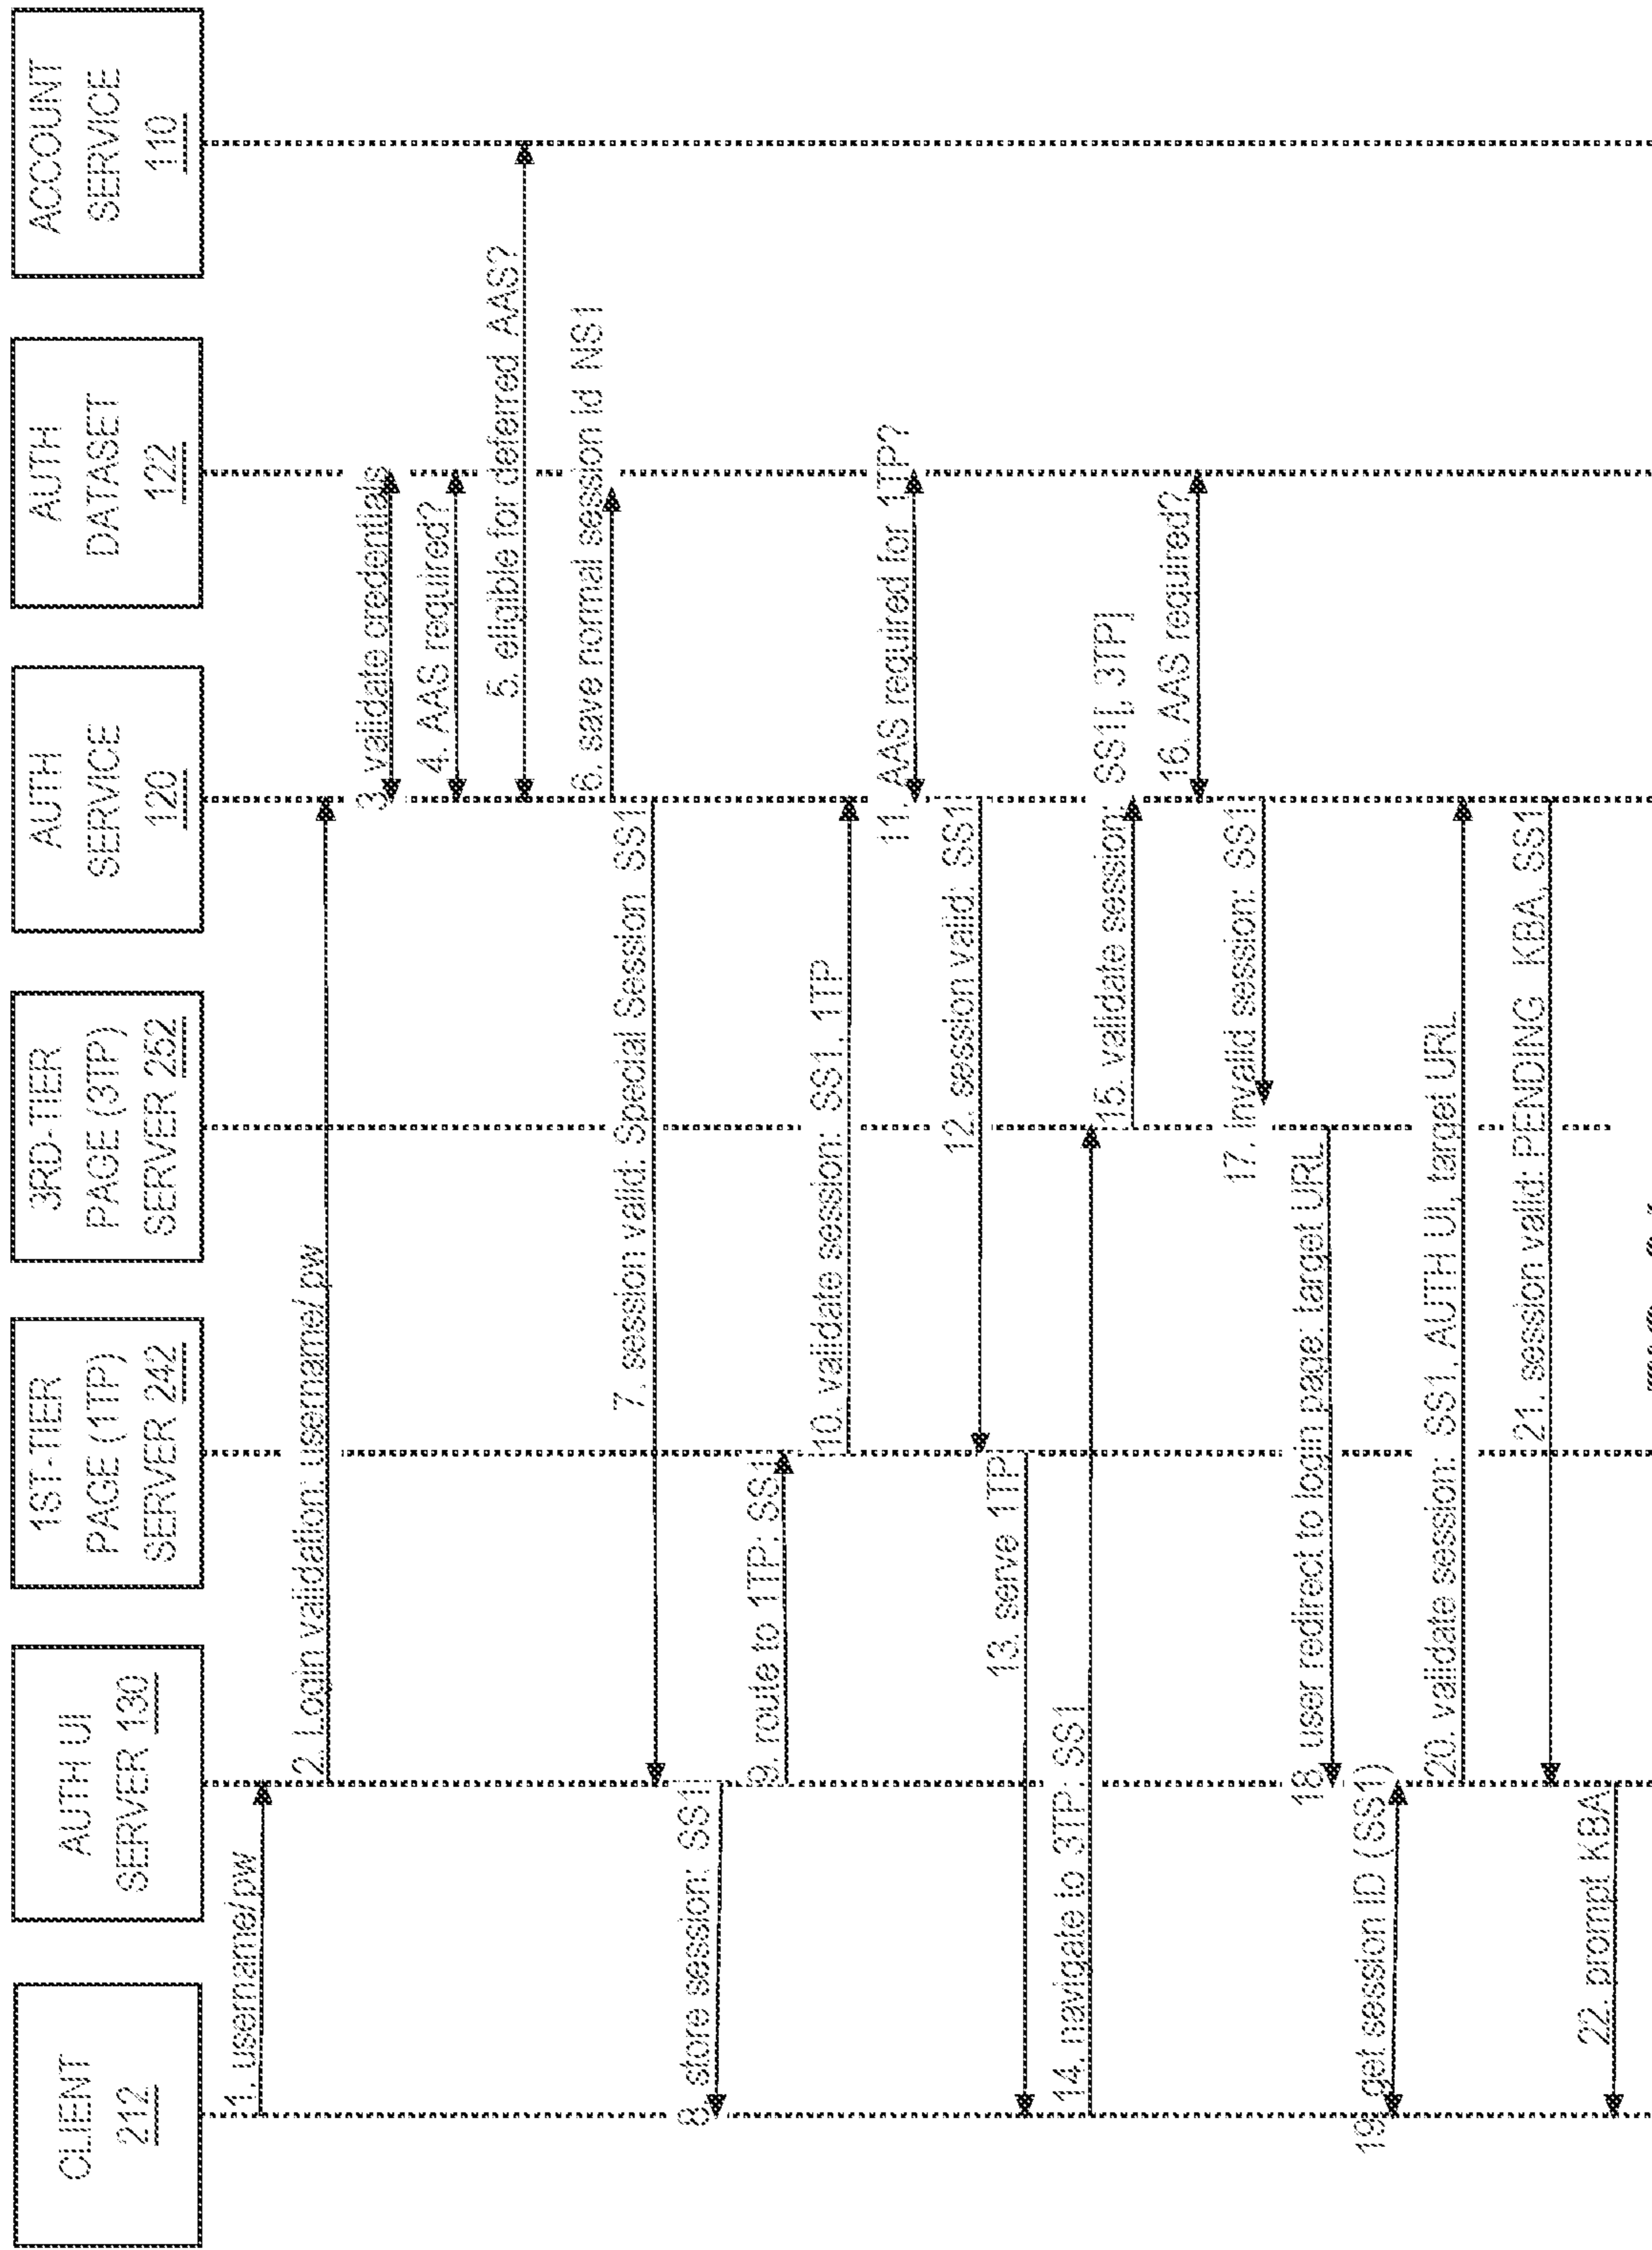 CLIENT
212
AUTH UI
SERVER 130
1ST-TIER
PAGE (1TP)
SERVER 242
3RD-TIER
PAGE (3TP)
SERVER 252
AUTH
SERVICE
120
AUTH
DATASET
122
ACCOUNT
SERVICE
110
1. username/pw
2. Login validation: username/ pw
3. validate credentials
4. AAS required?
5. eligible for deferred AAS?
6. save normal session id NS1
7. session valid: Special Session SS1
8. store session: SS1
9. route to 1TP: SS1
10. validate session: SS1, 1TP
11. AAS required for 1TP?
12. session valid: SS1
13. serve 1TP
14. navigate to 3TP: SS1
15. validate session: SS1[, 3TP]
16. AAS required?
17. invalid session: SS1
18. user redirect to login page: target URL
19. get session ID (SS1)
20. validate session: SS1, AUTH UI, target URL
21. session valid: PENDING KBA, SS1
22. prompt KBA